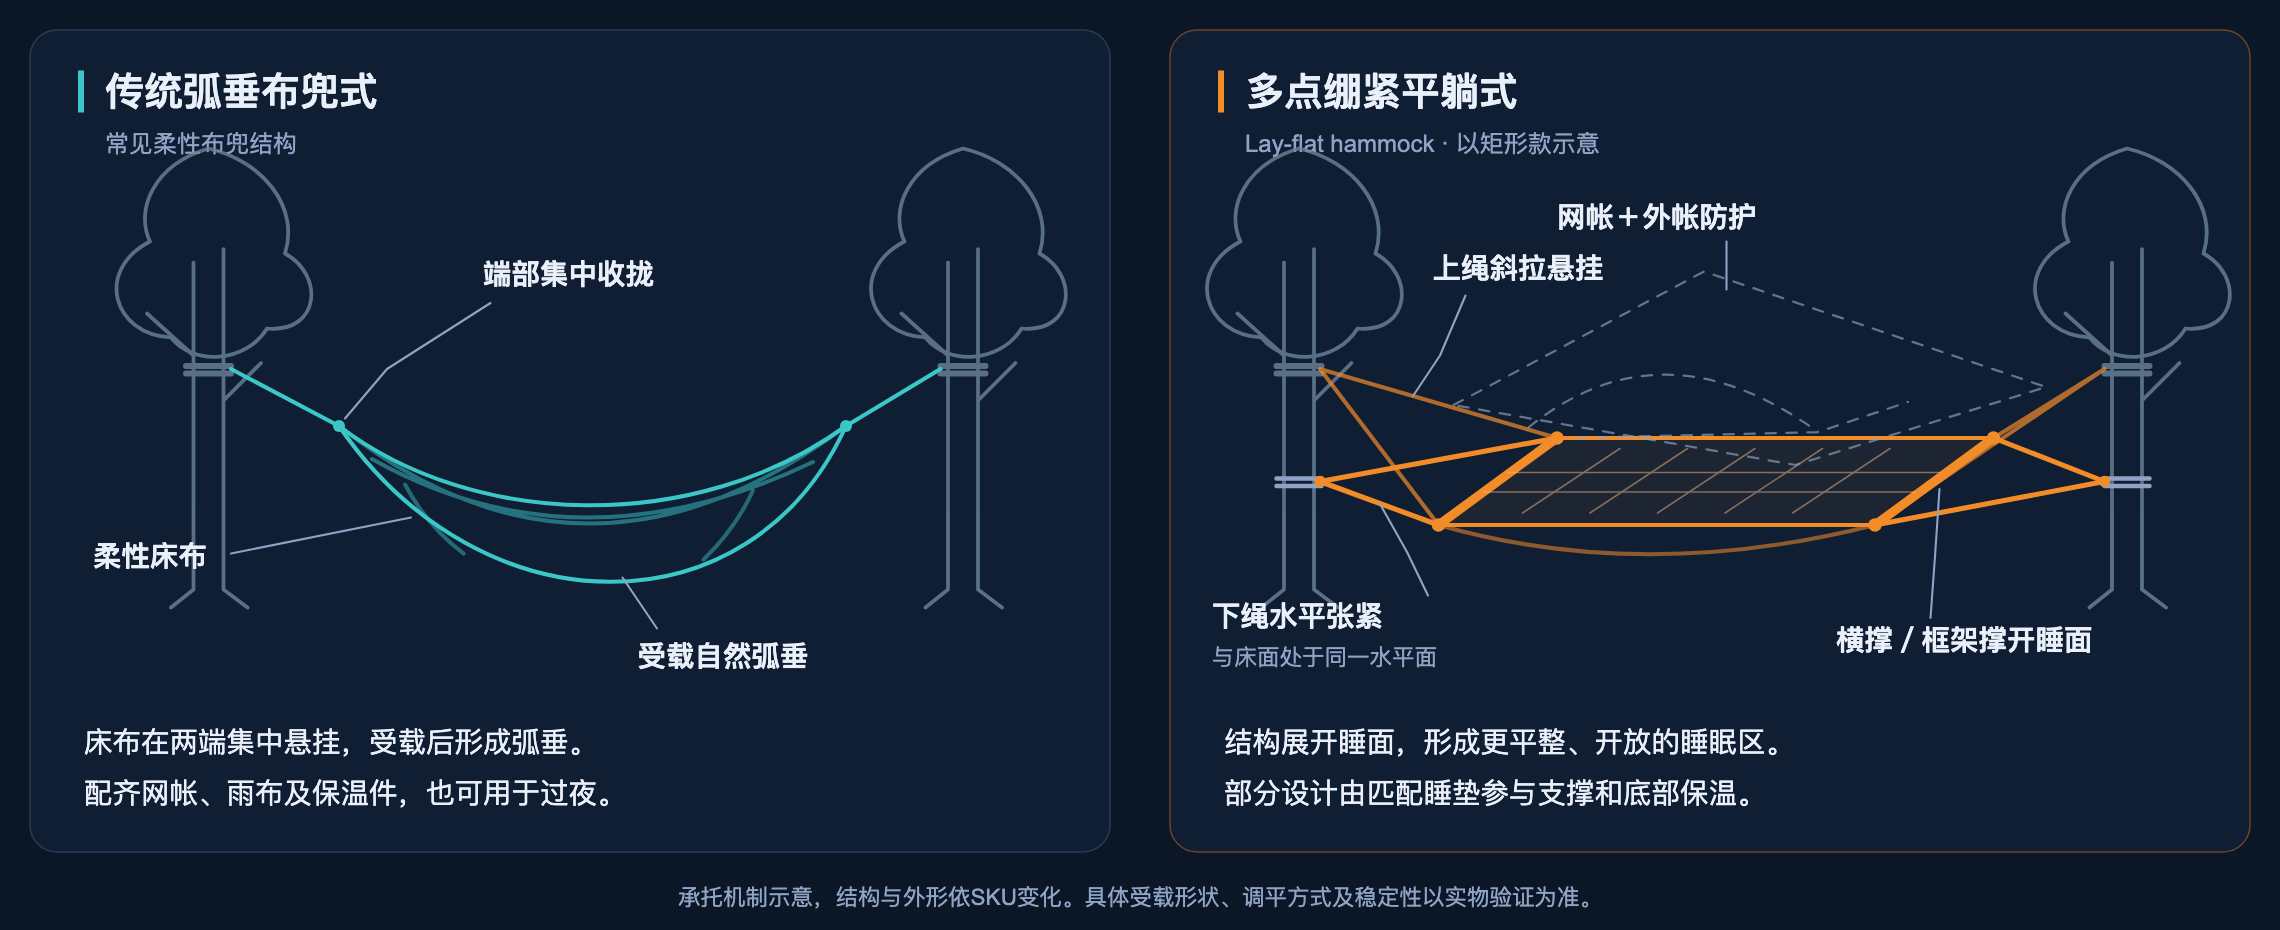 传统弧垂布兜式
常见柔性布兜结构
端部集中收拢
柔性床布
受载自然弧垂
床布在两端集中悬挂，受载后形成弧垂。
配齐网帐、雨布及保温件，也可用于过夜。
多点绷紧平躺式
Lay-flat hammock · 以矩形款示意
网帐＋外帐防护
上绳斜拉悬挂
下绳水平张紧
与床面处于同一水平面
横撑 / 框架撑开睡面
结构展开睡面，形成更平整、开放的睡眠区。
部分设计由匹配睡垫参与支撑和底部保温。
承托机制示意，结构与外形依SKU变化。具体受载形状、调平方式及稳定性以实物验证为准。